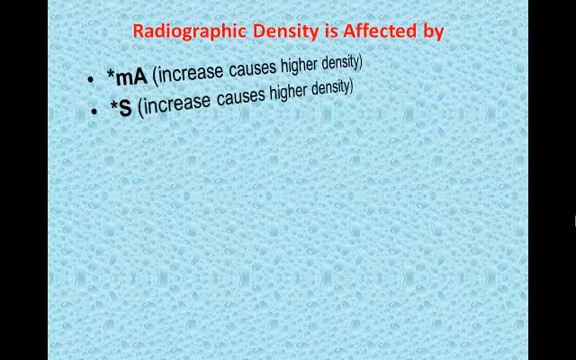 Radiographic Density is Affected by
• *mA (increase causes higher density)
• *S (increase causes higher density)